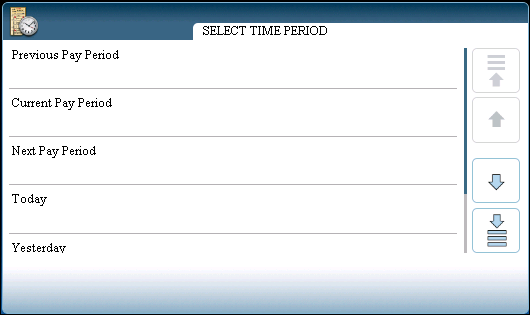 SELECT TIME PERIOD
Previous Pay Period
Current Pay Period
Next Pay Period
Today
Yesterday